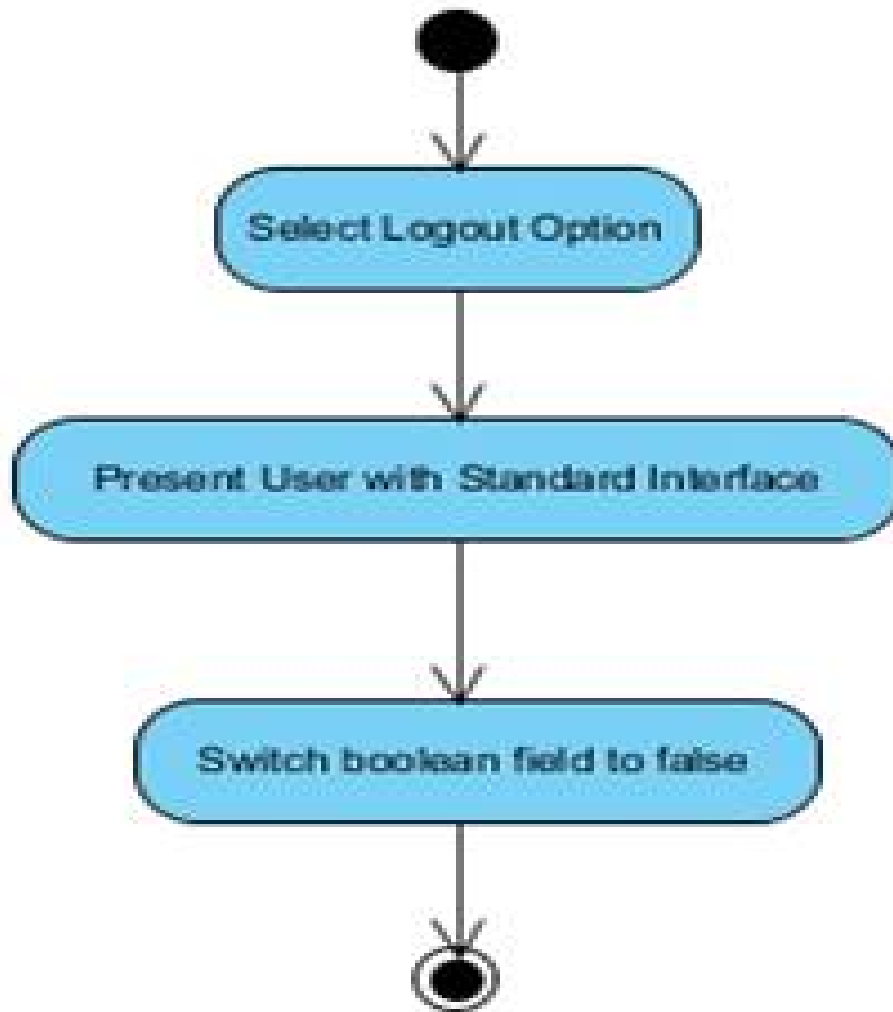 Select Logout Option
Present User with Standard Interface
Switch boolean field to false